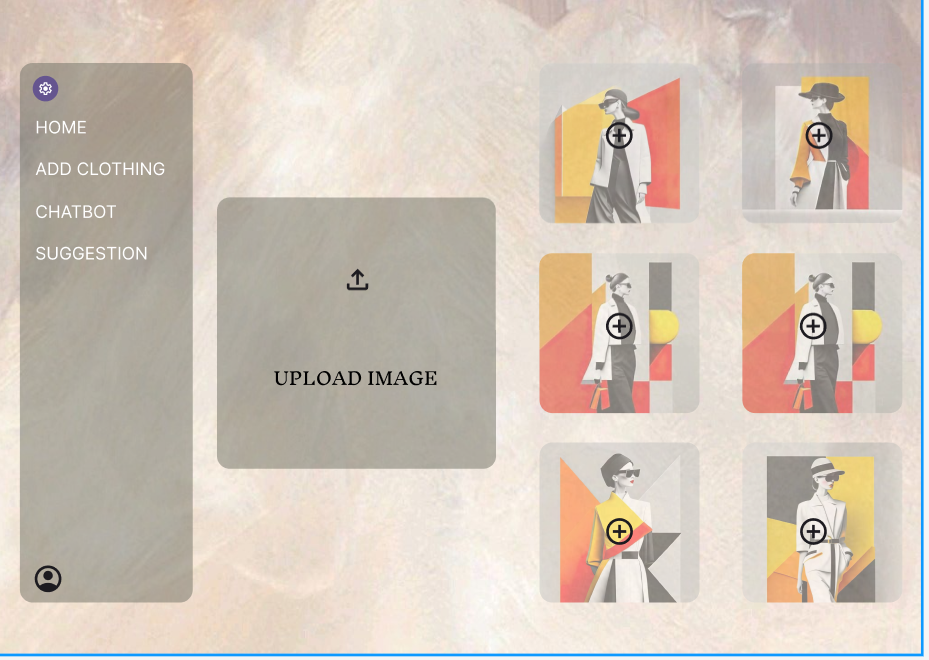 HOME
ADD CLOTHING
CHATBOT
SUGGESTION
UPLOAD IMAGE